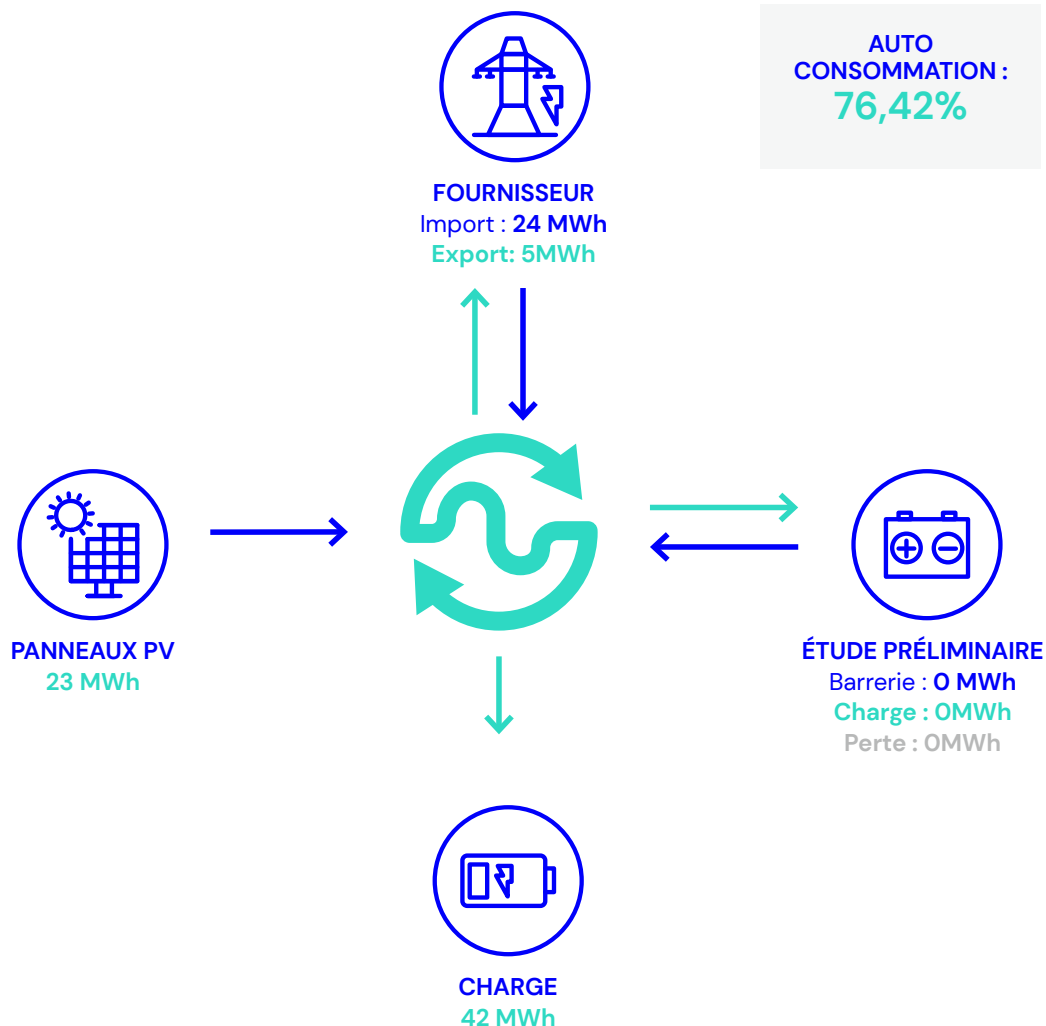 AUTO
CONSOMMATION :
76,42%
FOURNISSEUR
Import : 24 MWh
Export: 5MWh
PANNEAUX PV
23 MWh
ÉTUDE PRÉLIMINAIRE
Barrerie : 0 MWh
Charge : 0MWh
Perte : 0MWh
CHARGE
42 MWh